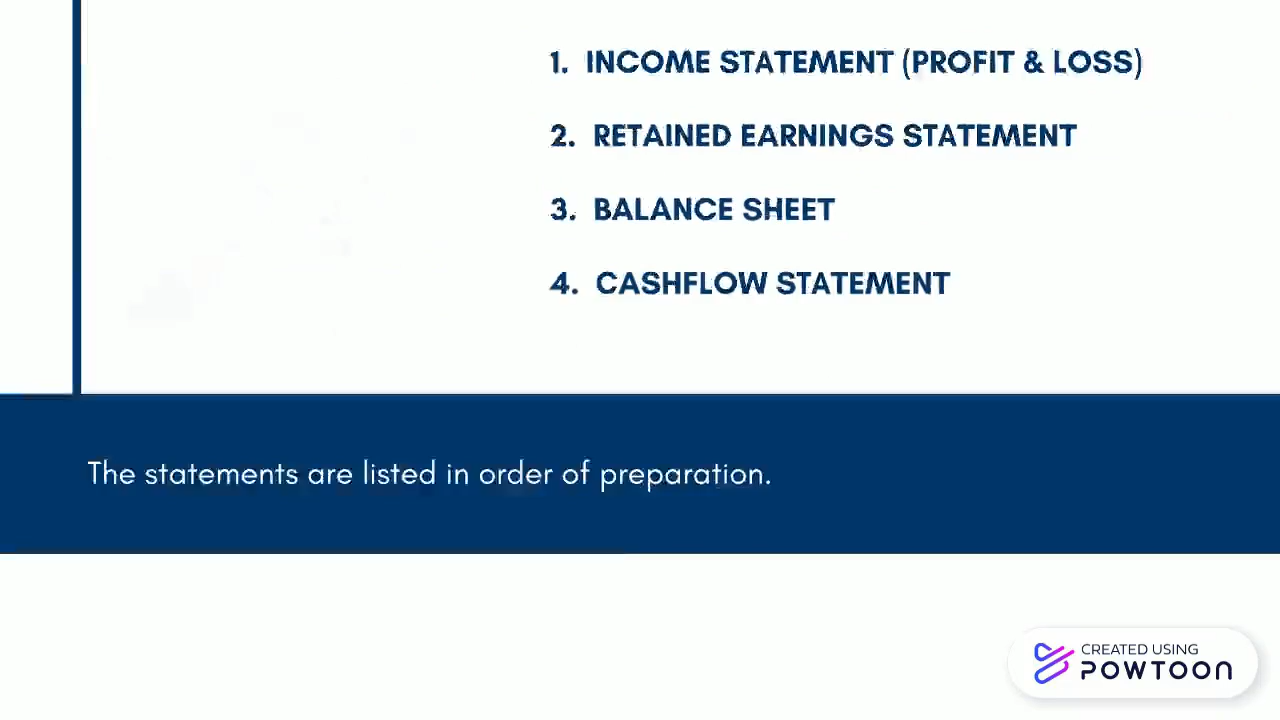 1. INCOME STATEMENT (PROFIT & LOSS)
2. RETAINED EARNINGS STATEMENT
3. BALANCE SHEET
4. CASHFLOW STATEMENT
The statements are listed in order of preparation.
CREATED USING
POWTOON